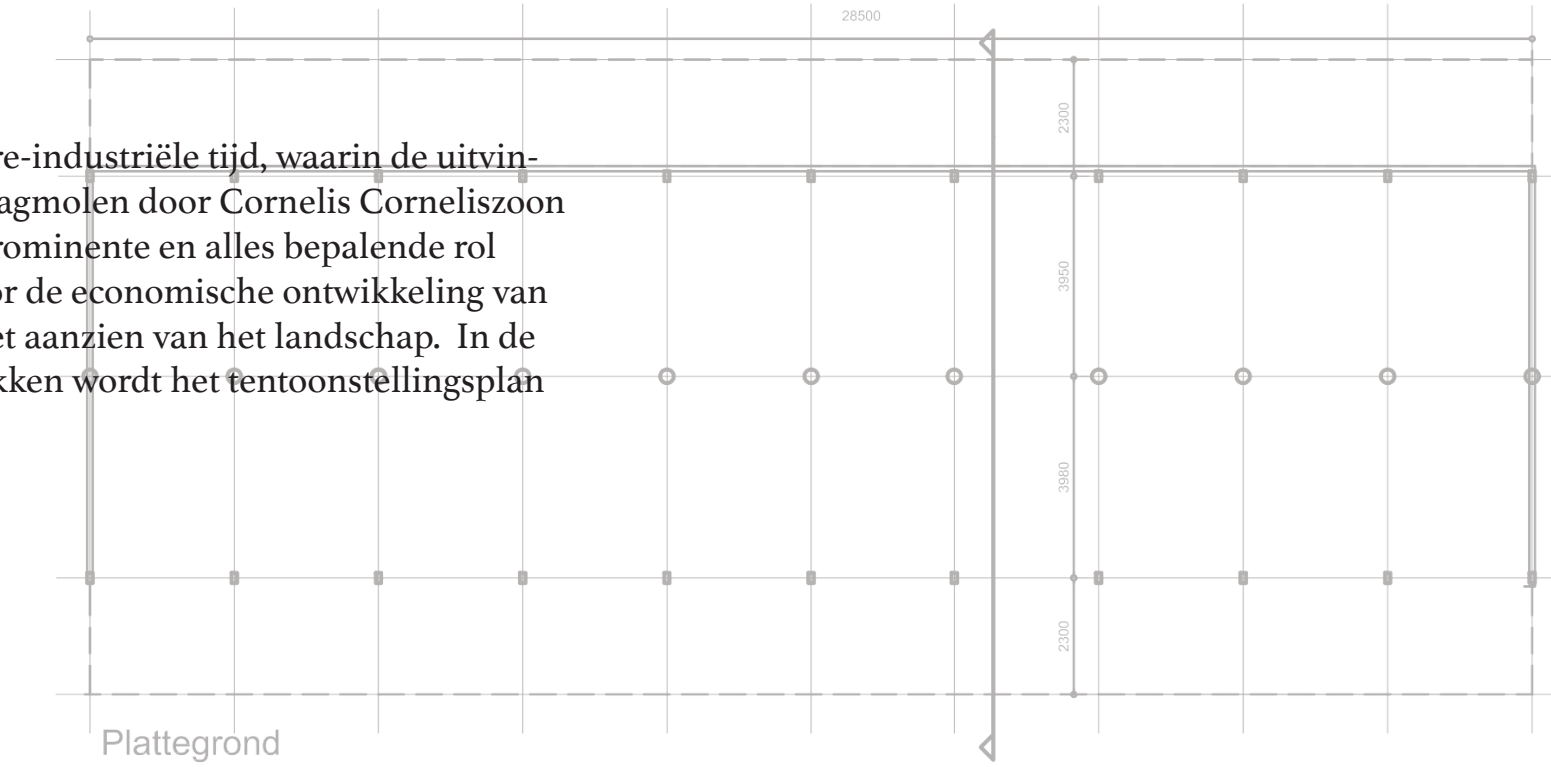 28500
2300
re-industriële tijd, waarin de uitvin-
agmolen door Cornelis Corneliszoon
rominente en alles bepalende rol
or de economische ontwikkeling van
et aanzien van het landschap. In de
kken wordt het tentoonstellingsplan
3950
3980
2300
Plattegrond